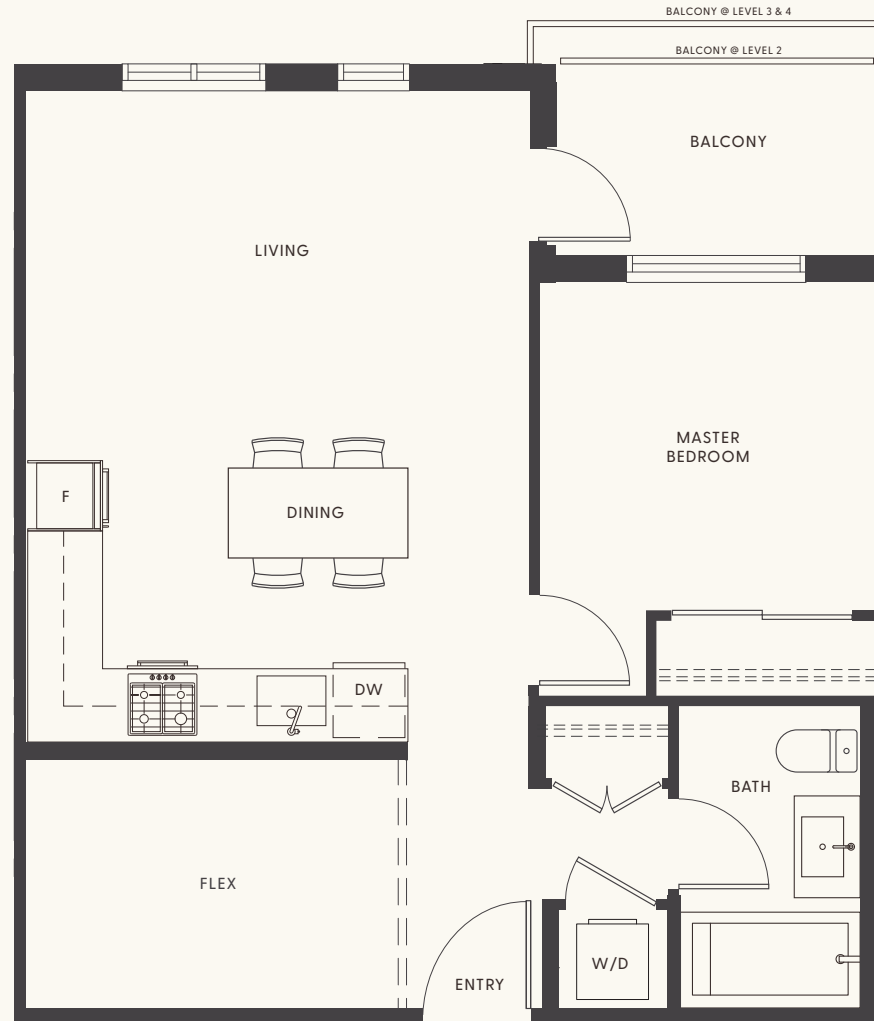 BALCONY @ LEVEL 3 & 4
BALCONY @ LEVEL 2
BALCONY
LIVING
MASTER
BEDROOM
F
DINING
DW
BATH
FLEX
W/D
ENTRY